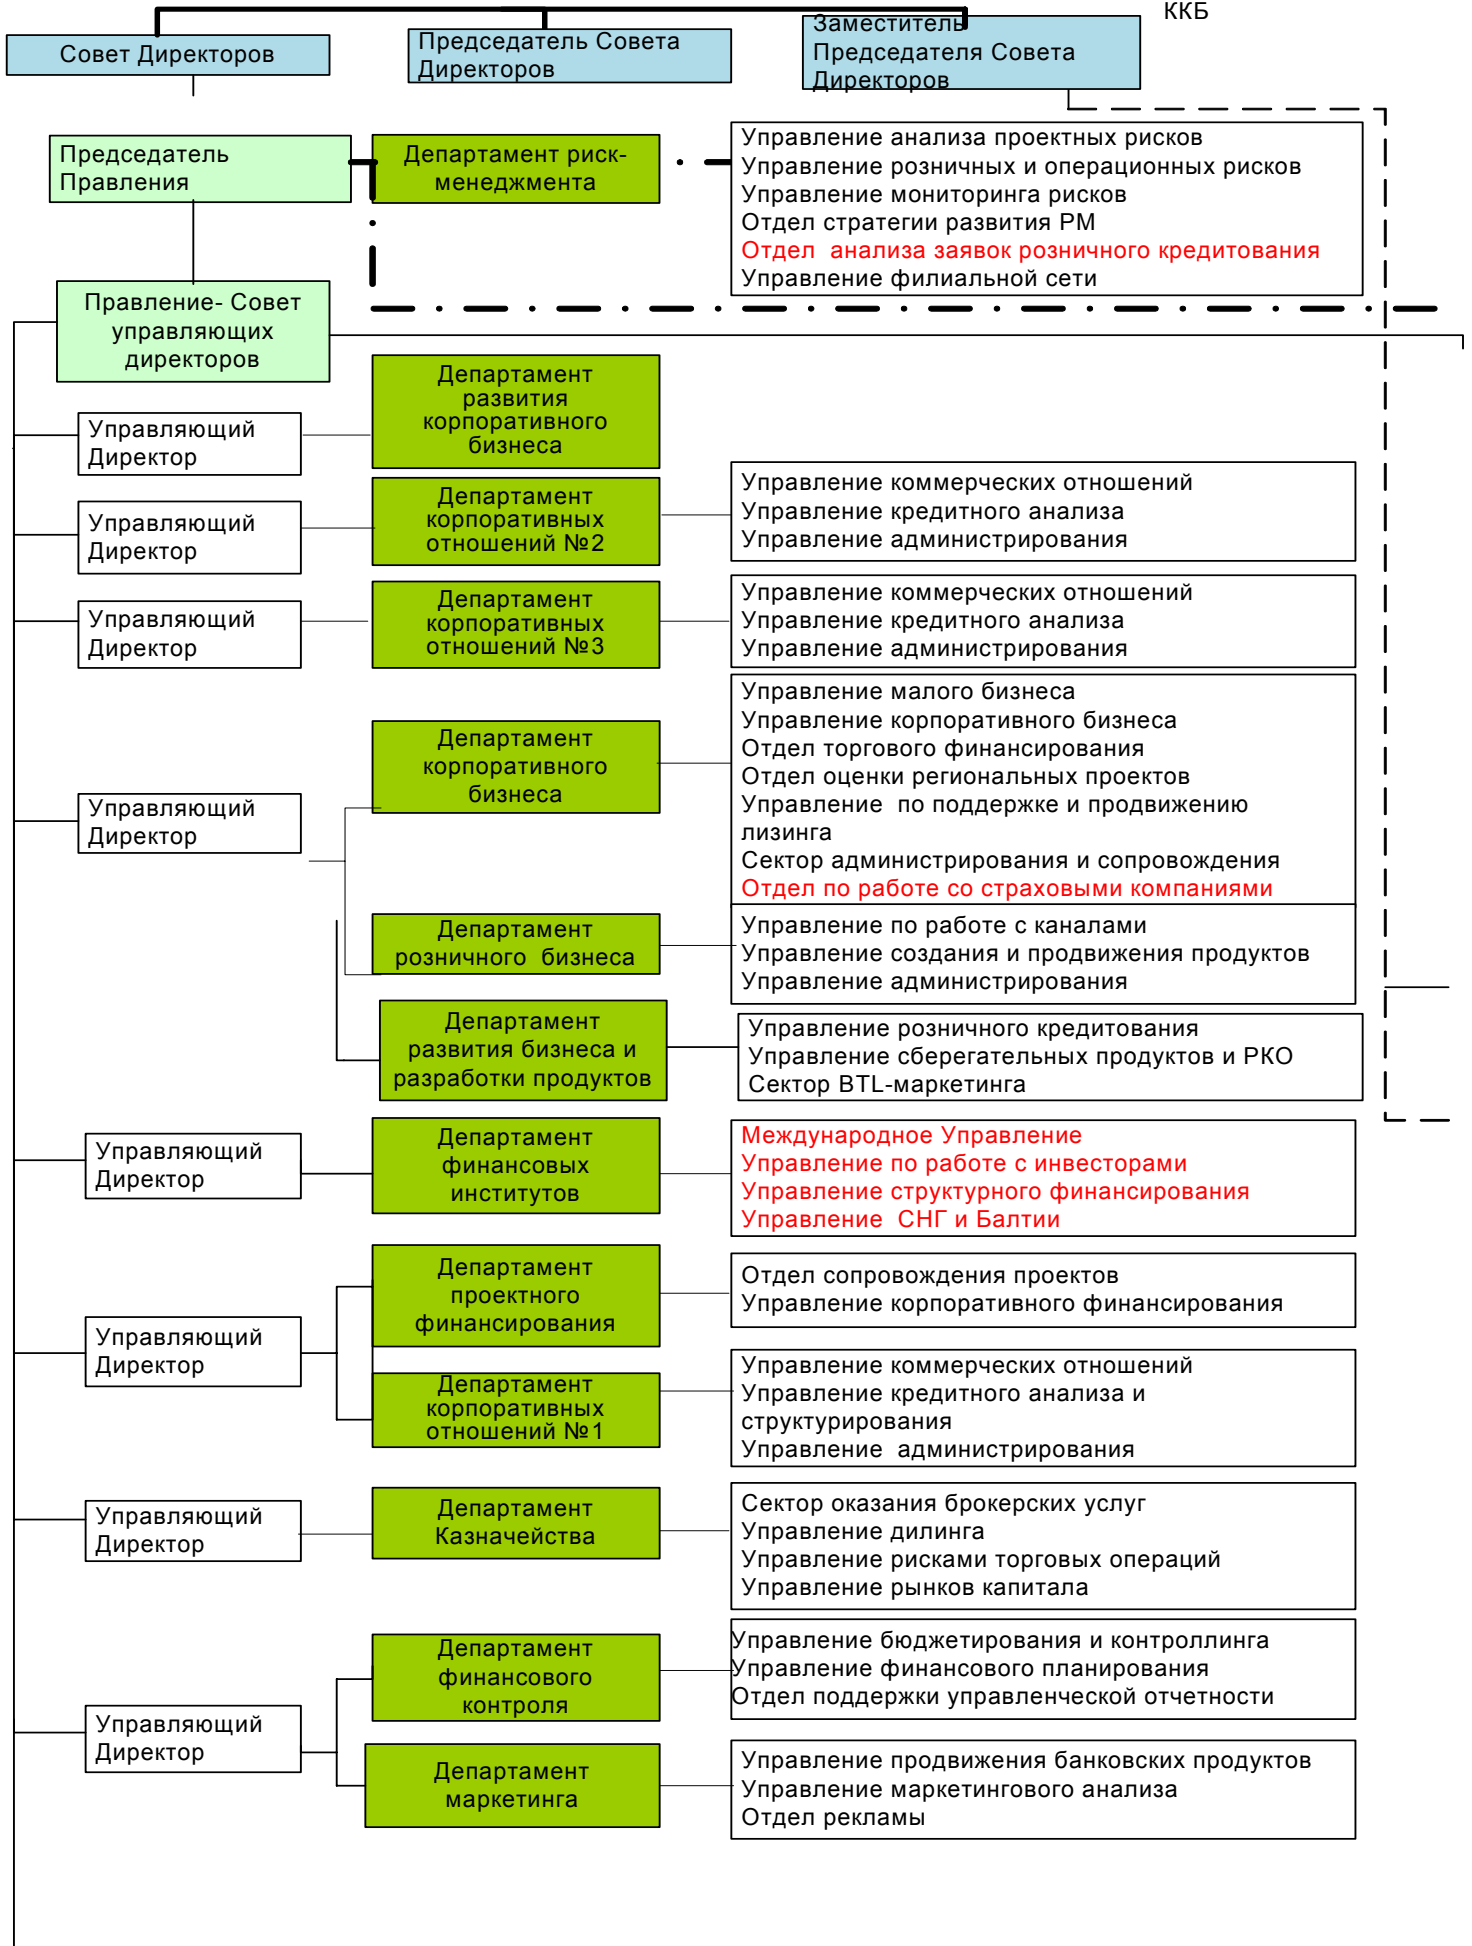 ККБ
Совет Директоров
Председатель Совета
Директоров
Заместитель
Председателя Совета
Директоров
Председатель
Правления
Департамент риск-
менеджмента
Управление анализа проектных рисков
Управление розничных и операционных рисков
Управление мониторинга рисков
Отдел стратегии развития РМ
Отдел  анализа заявок розничного кредитования
Управление филиальной сети
Правление- Совет
управляющих
директоров
Управляющий
Директор
Департамент
развития
корпоративного
бизнеса
Управляющий
Директор
Департамент
корпоративных
отношений №2
Управление коммерческих отношений
Управление кредитного анализа
Управление администрирования
Управляющий
Директор
Департамент
корпоративных
отношений №3
Управление коммерческих отношений
Управление кредитного анализа
Управление администрирования
Управляющий
Директор
Департамент
корпоративного
бизнеса
Управление малого бизнеса
Управление корпоративного бизнеса
Отдел торгового финансирования
Отдел оценки региональных проектов
Управление  по поддержке и продвижению
лизинга
Сектор администрирования и сопровождения
Отдел по работе со страховыми компаниями
Департамент
розничного  бизнеса
Управление по работе с каналами
Управление создания и продвижения продуктов
Управление администрирования
Департамент
развития бизнеса и
разработки продуктов
Управление розничного кредитования
Управление сберегательных продуктов и РКО
Сектор BTL-маркетинга
Управляющий
Директор
Департамент
финансовых
институтов
Международное Управление
Управление по работе с инвесторами
Управление структурного финансирования
Управление  СНГ и Балтии
Управляющий
Директор
Департамент
проектного
финансирования
Отдел сопровождения проектов
Управление корпоративного финансирования
Департамент
корпоративных
отношений №1
Управление коммерческих отношений
Управление кредитного анализа и
структурирования
Управление  администрирования
Управляющий
Директор
Департамент
Казначейства
Сектор оказания брокерских услуг
Управление дилинга
Управление рисками торговых операций
Управление рынков капитала
Управляющий
Директор
Департамент
финансового
контроля
Управление бюджетирования и контроллинга
Управление финансового планирования
Отдел поддержки управленческой отчетности
Департамент
маркетинга
Управление продвижения банковских продуктов
Управление маркетингового анализа
Отдел рекламы